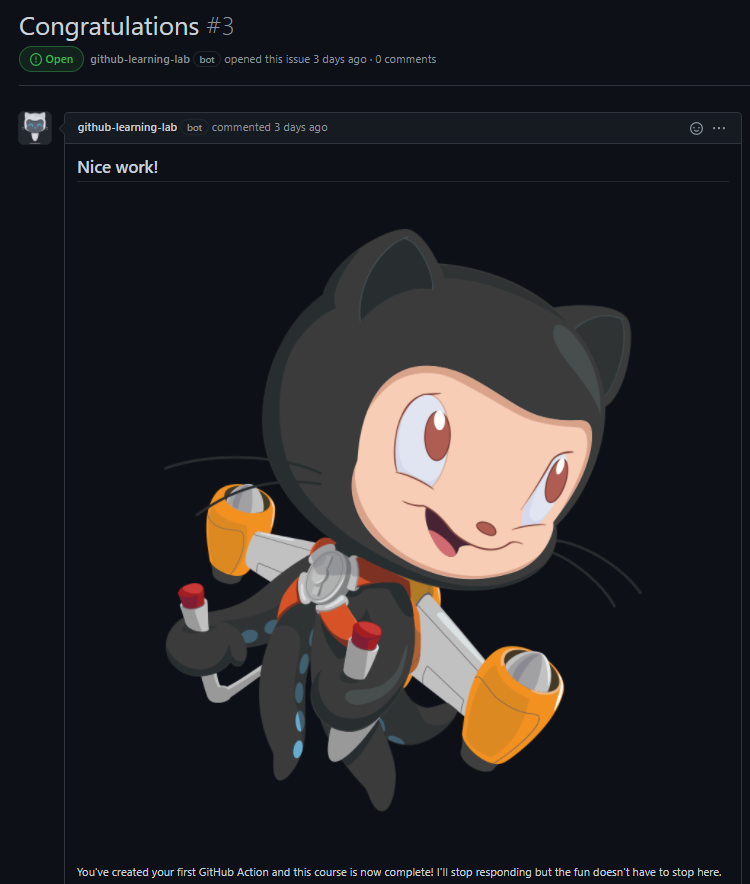 Congratulations #3
Open github-learning-lab bot opened this issue 3 days ago · 0 comments
github-learning-lab bot commented 3 days ago
Nice work!
You've created your first GitHub Action and this course is now complete! I'll stop responding but the fun doesn't have to stop here.